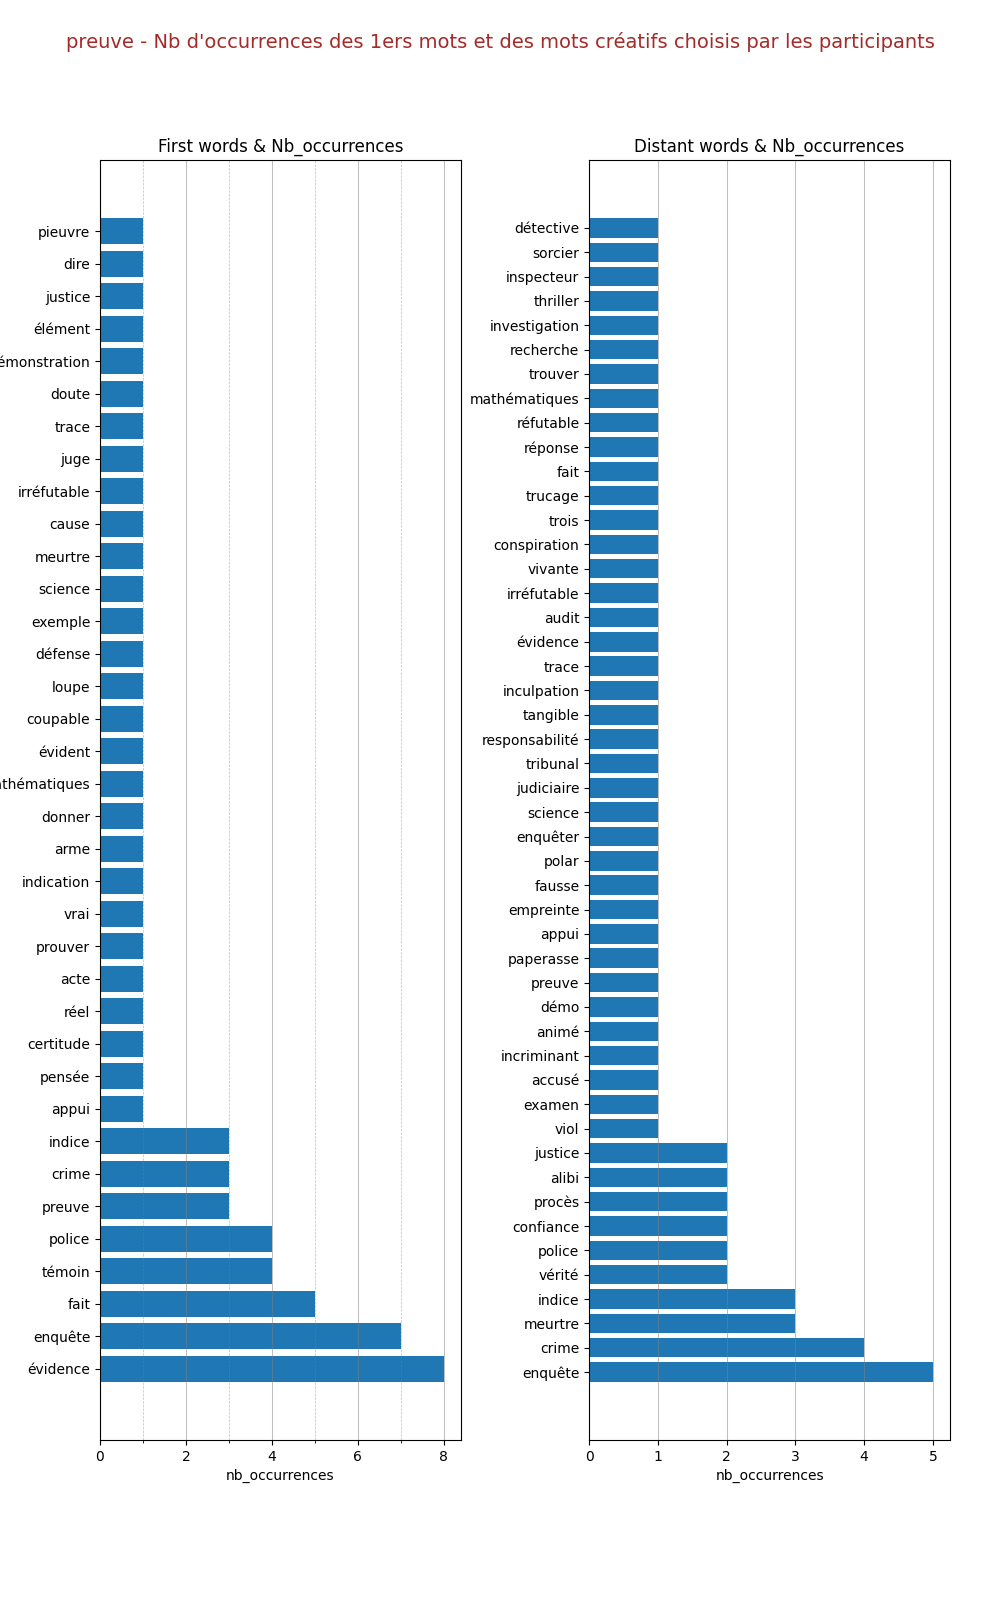 preuve - Nb d'occurrences des 1ers mots et des mots créatifs choisis par les participants
First words & Nb_occurrences
pieuvre
dire
justice
élément
émonstration
doute
trace
juge
irréfutable
cause
meurtre
science
exemple
défense
loupe
coupable
évident
athématiques
donner
arme
indication
vrai
prouver
acte
réel
certitude
pensée
appui
indice
crime
preuve
police
témoin
fait
enquête
évidence
0 2 4 6 8
nb_occurrences
Distant words & Nb_occurrences
détective
sorcier
inspecteur
thriller
investigation
recherche
trouver
mathématiques
réfutable
réponse
fait
trucage
trois
conspiration
vivante
irréfutable
audit
évidence
trace
inculpation
tangible
responsabilité
tribunal
judiciaire
science
enquêter
polar
fausse
empreinte
appui
paperasse
preuve
démo
animé
incriminant
accusé
examen
viol
justice
alibi
procès
confiance
police
vérité
indice
meurtre
crime
enquête
0 1 2 3 4 5
nb_occurrences